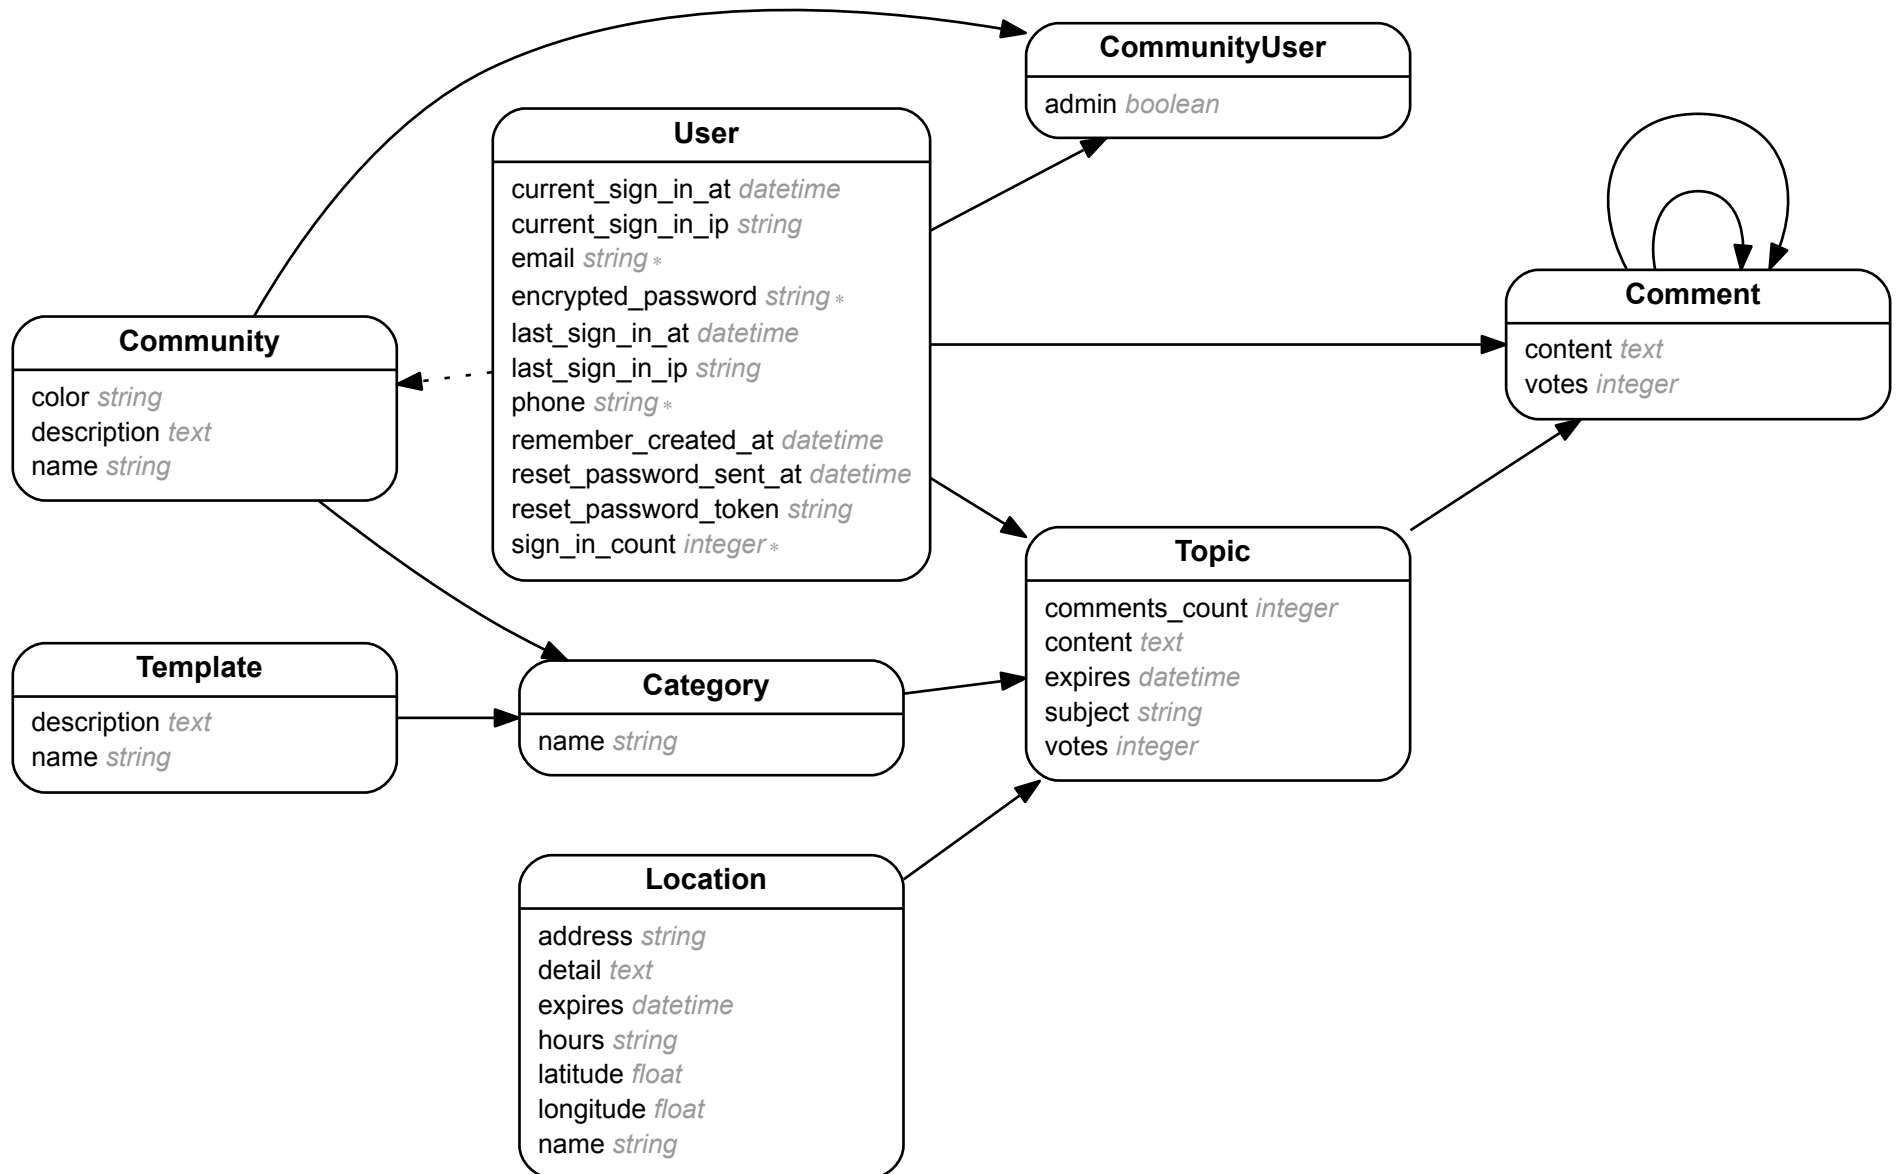 CommunityUser
admin boolean
User
current_sign_in_at datetime
current_sign_in_ip string
email string *
encrypted_password string *
last_sign_in_at datetime
last_sign_in_ip string
phone string *
remember_created_at datetime
reset_password_sent_at datetime
reset_password_token string
sign_in_count integer *
Comment
content text
votes integer
Community
color string
description text
name string
Topic
comments_count integer
content text
expires datetime
subject string
votes integer
Template
description text
name string
Category
name string
Location
address string
detail text
expires datetime
hours string
latitude float
longitude float
name string